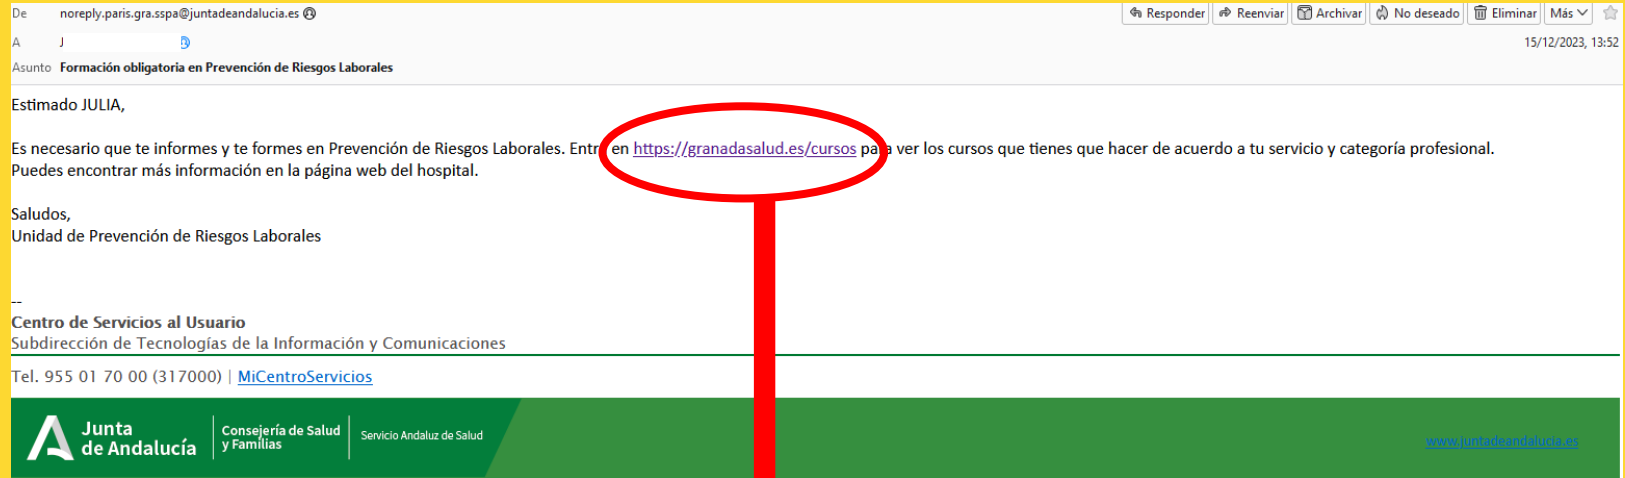 De noreply.paris.gra.sspa@juntadeandalucia.es Responder Reenviar Archivar No deseado Eliminar Más
A J 15/12/2023, 13:52
Asunto Formación obligatoria en Prevención de Riesgos Laborales
Estimado JULIA,
Es necesario que te informes y te formes en Prevención de Riesgos Laborales. Entra en https://granadasalud.es/cursos para ver los cursos que tienes que hacer de acuerdo a tu servicio y categoría profesional.
Puedes encontrar más información en la página web del hospital.
Saludos,
Unidad de Prevención de Riesgos Laborales
--
Centro de Servicios al Usuario
Subdirección de Tecnologías de la Información y Comunicaciones
Tel. 955 01 70 00 (317000) | MiCentroServicios
Junta
de Andalucía
Consejería de Salud
y Familias
Servicio Andaluz de Salud
www.juntadeandalucia.es